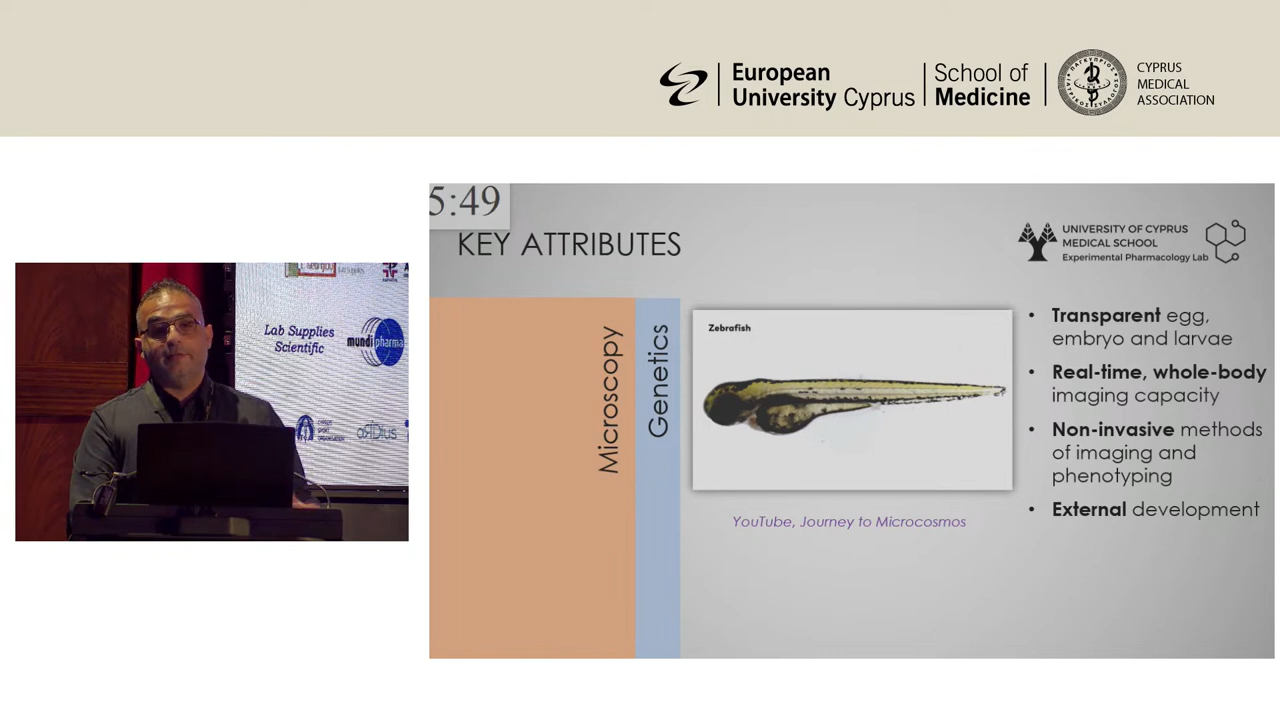 European
University Cyprus
School of
Medicine
CYPRUS
MEDICAL
ASSOCIATION
5:49
KEY ATTRIBUTES
UNIVERSITY OF CYPRUS
MEDICAL SCHOOL
Experimental Pharmacology Lab
Lab Supplies
Scientific
mundipharma
Microscopy
Genetics
Zebrafish
YouTube, Journey to Microcosmos
• Transparent egg,
embryo and larvae
• Real-time, whole-body
imaging capacity
• Non-invasive methods
of imaging and
phenotyping
• External development